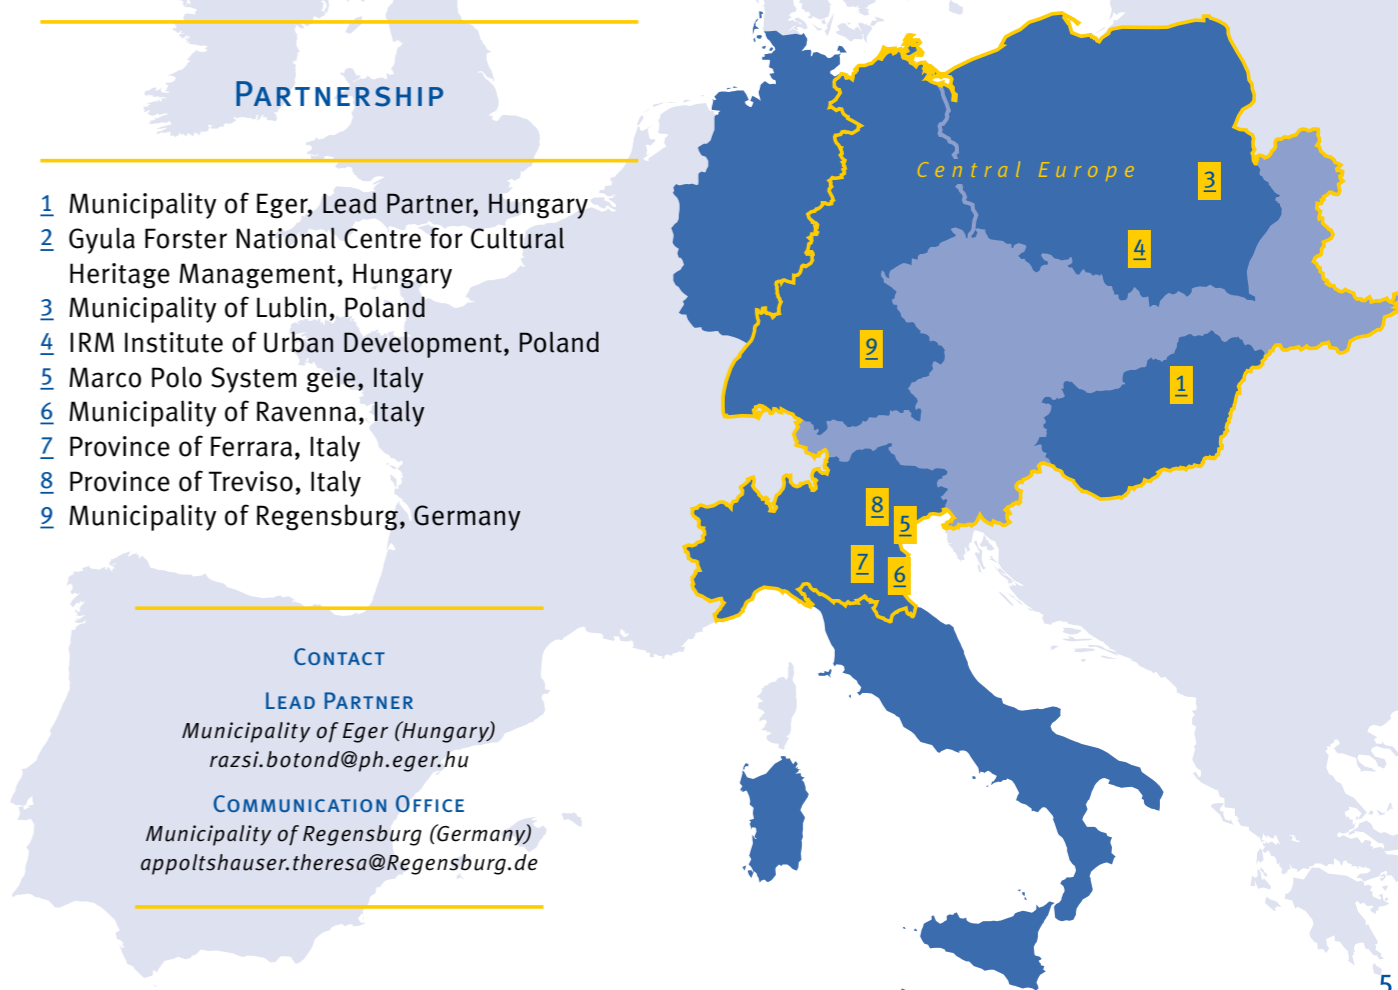 PARTNERSHIP
1 Municipality of Eger, Lead Partner, Hungary
2 Gyula Forster National Centre for Cultural
Heritage Management, Hungary
3 Municipality of Lublin, Poland
4 IRM Institute of Urban Development, Poland
5 Marco Polo System geie, Italy
6 Municipality of Ravenna, Italy
7 Province of Ferrara, Italy
8 Province of Treviso, Italy
9 Municipality of Regensburg, Germany
CONTACT
LEAD PARTNER
Municipality of Eger (Hungary)
razsi.botond@ph.eger.hu
COMMUNICATION OFFICE
Municipality of Regensburg (Germany)
appoltshauser.theresa@Regensburg.de
Central Europe
3
4
9
1
8
5
7
6
5